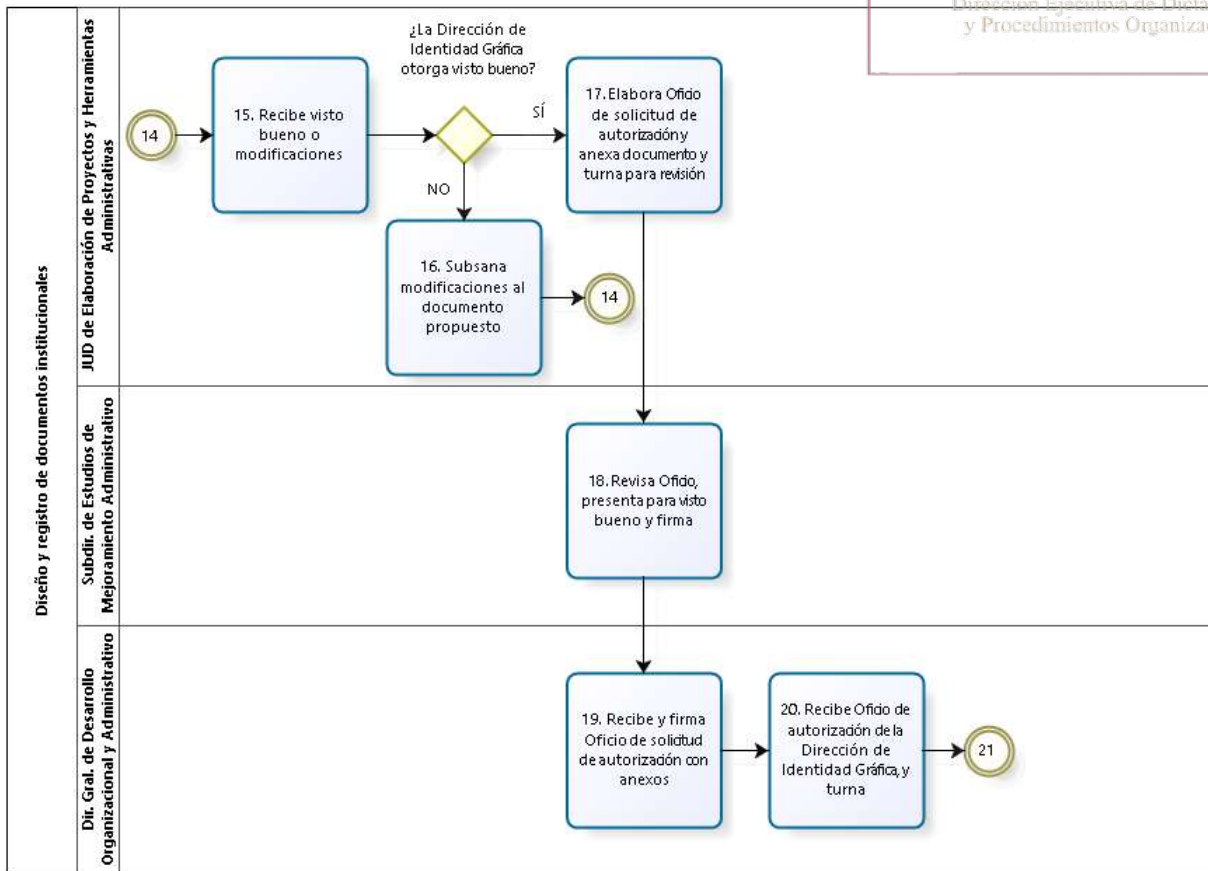 Dirección Ejecutiva de
y Procedimientos
Diseño y registro de documentos institucionales
JUD de Elaboración de Proyectos y Herramientas
Administrativas
14
15. Recibe visto
bueno o
modificaciones
¿La Dirección de
Identidad Gráfica
otorga visto bueno?
SÍ
NO
17. Elabora Oficio
de solicitud de
autorización y
anexa documento y
turna para revisión
16. Subsana
modificaciones al
documento
propuesto
14
Subdir. de Estudios de
Mejoramiento Administrativo
18. Revisa Oficio,
presenta para visto
bueno y firma
Dir. Gral. de Desarrollo
Organizacional y Administrativo
19. Recibe y firma
Oficio de solicitud
de autorización con
anexos
20. Recibe Oficio de
autorización de la
Dirección de
Identidad Gráfica, y
turna
21